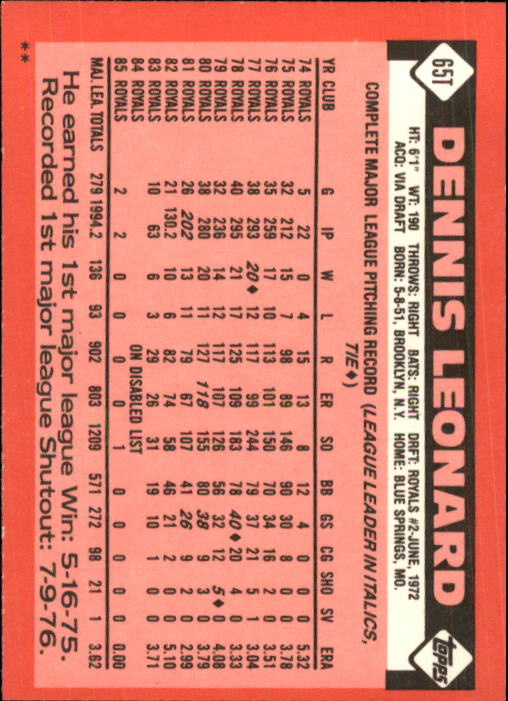 65T
DENNIS LEONARD
topps
HT: 6'1" WT: 190 THROWS: RIGHT BATS: RIGHT DRFT: ROYALS #2-JUNE, 1972
ACQ: VIA DRAFT BORN: 5-8-51, BROOKLYN, N.Y. HOME: BLUE SPRINGS, MO.
COMPLETE MAJOR LEAGUE PITCHING RECORD (LEAGUE LEADER IN ITALICS,
TIE♦)
YR CLUB G IP W L R ER SO BB GS CG SHO SV ERA
74 ROYALS 5 22 0 4 15 13 8 12 4 0 0 0 5.32
75 ROYALS 32 212 15 7 98 89 146 90 30 8 0 0 3.78
76 ROYALS 35 259 17 10 113 101 150 70 34 16 2 0 3.51
77 ROYALS 38 293 20♦ 12 117 99 244 79 37 21 5 1 3.04
78 ROYALS 40 295 21 17 125 109 183 78 40♦ 20 4 0 3.33
79 ROYALS 32 236 14 12 117 107 126 56 32 12 5♦ 0 4.08
80 ROYALS 38 280 20 11 127 118 155 80 38 9 3 0 3.79
81 ROYALS 26 202 13 11 79 67 107 41 26 9 2 0 2.99
82 ROYALS 21 130.2 10 6 82 74 58 46 21 2 0 0 5.10
83 ROYALS 10 63 6 3 29 26 31 19 10 1 0 0 3.71
84 ROYALS ON DISABLED LIST
85 ROYALS 2 2 0 0 0 0 1 0 0 0 0 0 0.00
MAJ. LEA. TOTALS 279 1994.2 136 93 902 803 1209 571 272 98 21 1 3.62
He earned his 1st major league Win: 5-16-75.
Recorded 1st major league Shutout: 7-9-76.
**